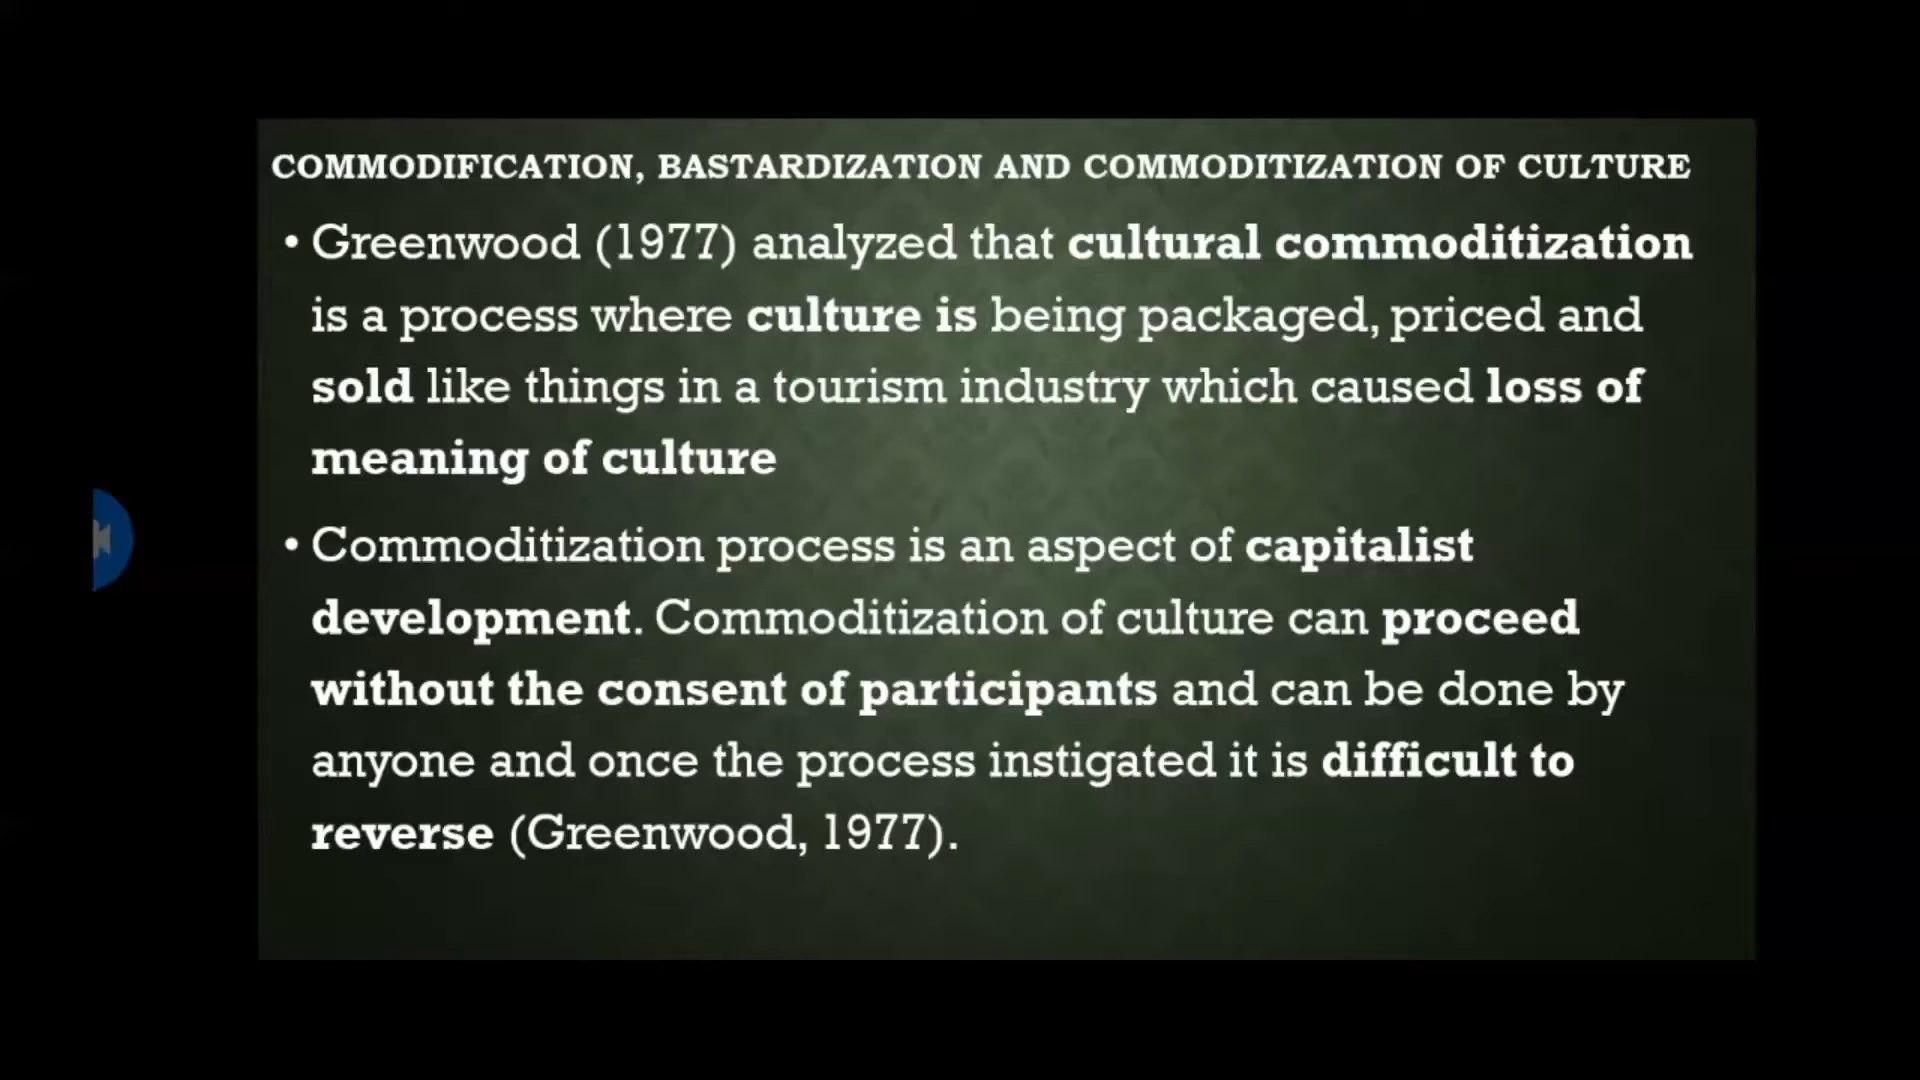 COMMODIFICATION, BASTARDIZATION AND COMMODITIZATION OF CULTURE
• Greenwood (1977) analyzed that cultural commoditization
is a process where culture is being packaged, priced and
sold like things in a tourism industry which caused loss of
meaning of culture
• Commoditization process is an aspect of capitalist
development. Commoditization of culture can proceed
without the consent of participants and can be done by
anyone and once the process instigated it is difficult to
reverse (Greenwood, 1977).